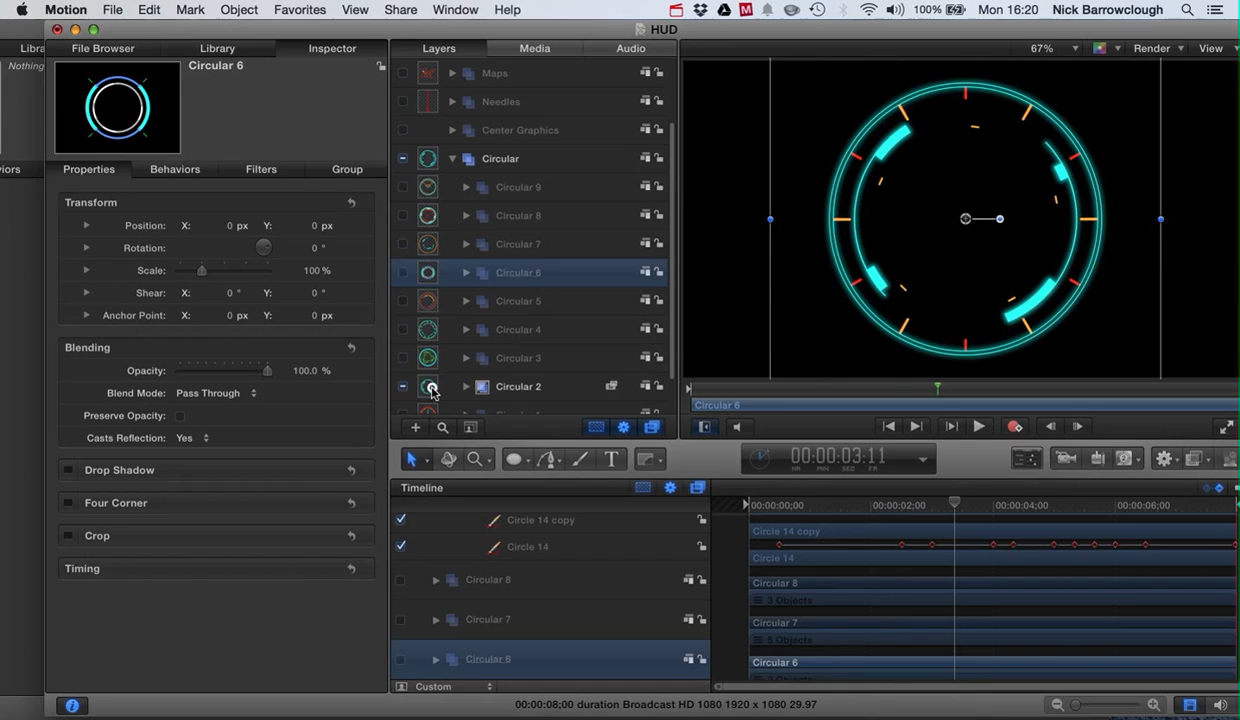 Motion File Edit Mark Object Favorites View Share Window Help 100% Mon 16:20 Nick Barrowclough
HUD
Libra File Browser Library Inspector Layers Media Audio 67% Render View
Nothing Circular 6
Maps
Needles
Center Graphics
Circular
iors Properties Behaviors Filters Group
Circular 9
Transform
Circular 8
Position: X: 0 px Y: 0 px
Rotation: 0 °
Circular 7
Scale: 100 %
Circular 6
Shear: X: 0 ° Y: 0 °
Circular 5
Anchor Point: X: 0 px Y: 0 px
Circular 4
Blending
Circular 3
Opacity: 100.0 %
Circular 2
Blend Mode: Pass Through
Circular 6
Preserve Opacity:
Casts Reflection: Yes
Drop Shadow
00:00:03;11
HR MIN SEC FR
Timeline
Four Corner
00:00:00;00 00:00:02;00 00:00:04;00 00:00:06;00
Circle 14 copy Circle 14 copy
Crop
Circle 14 Circle 14
Timing
Circular 8 Circular 8
3 Objects
Circular 7 Circular 7
5 Objects
Circular 6 Circular 6
Custom
00:00:08;00 duration Broadcast HD 1080 1920 x 1080 29.97